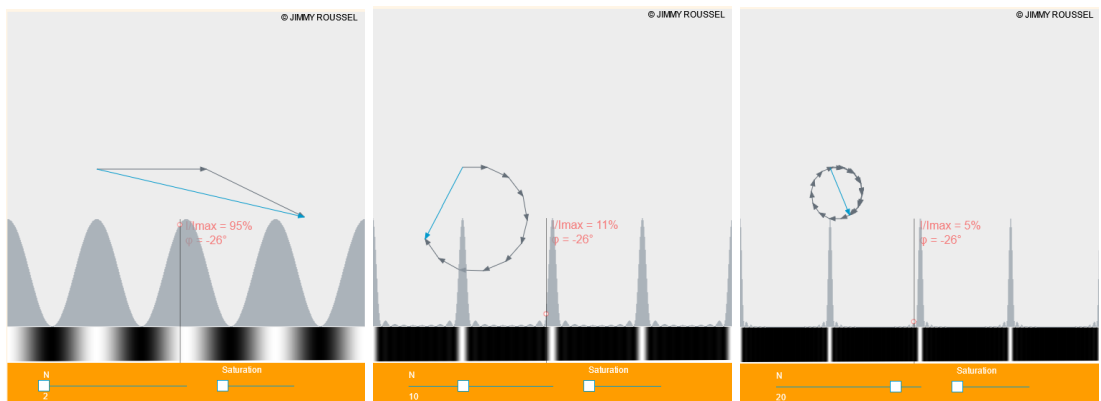 © JIMMY ROUSSEL
I/Imax = 95%
φ = -26°
N
Saturation
2
© JIMMY ROUSSEL
I/Imax = 11%
φ = -26°
N
Saturation
10
© JIMMY ROUSSEL
I/Imax = 5%
φ = -26°
N
Saturation
20